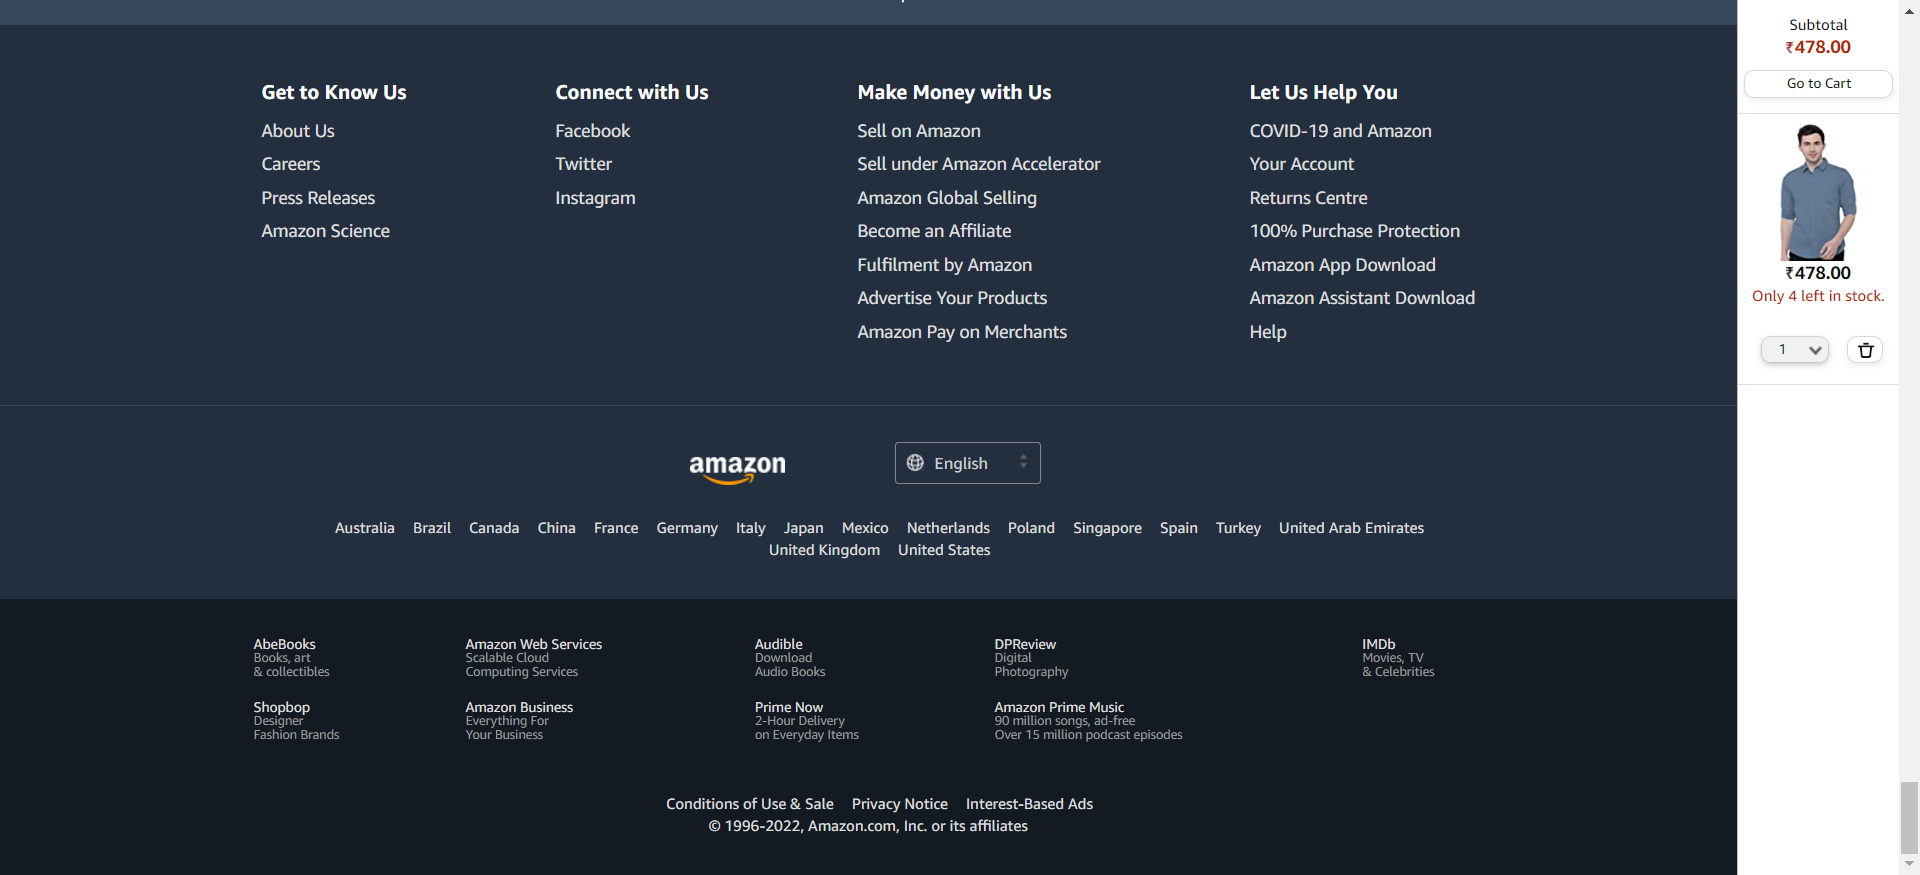 Get to Know Us
About Us
Careers
Press Releases
Amazon Science
Connect with Us
Facebook
Twitter
Instagram
Make Money with Us
Sell on Amazon
Sell under Amazon Accelerator
Amazon Global Selling
Become an Affiliate
Fulfilment by Amazon
Advertise Your Products
Amazon Pay on Merchants
Let Us Help You
COVID-19 and Amazon
Your Account
Returns Centre
100% Purchase Protection
Amazon App Download
Amazon Assistant Download
Help
amazon
English
Australia Brazil Canada China France Germany Italy Japan Mexico Netherlands Poland Singapore Spain Turkey United Arab Emirates
United Kingdom United States
AbeBooks
Books, art
& collectibles
Amazon Web Services
Scalable Cloud
Computing Services
Audible
Download
Audio Books
DPReview
Digital
Photography
IMDb
Movies, TV
& Celebrities
Shopbop
Designer
Fashion Brands
Amazon Business
Everything For
Your Business
Prime Now
2-Hour Delivery
on Everyday Items
Amazon Prime Music
90 million songs, ad-free
Over 15 million podcast episodes
Conditions of Use & Sale Privacy Notice Interest-Based Ads
© 1996-2022, Amazon.com, Inc. or its affiliates
Subtotal
₹478.00
Go to Cart
₹478.00
Only 4 left in stock.
1